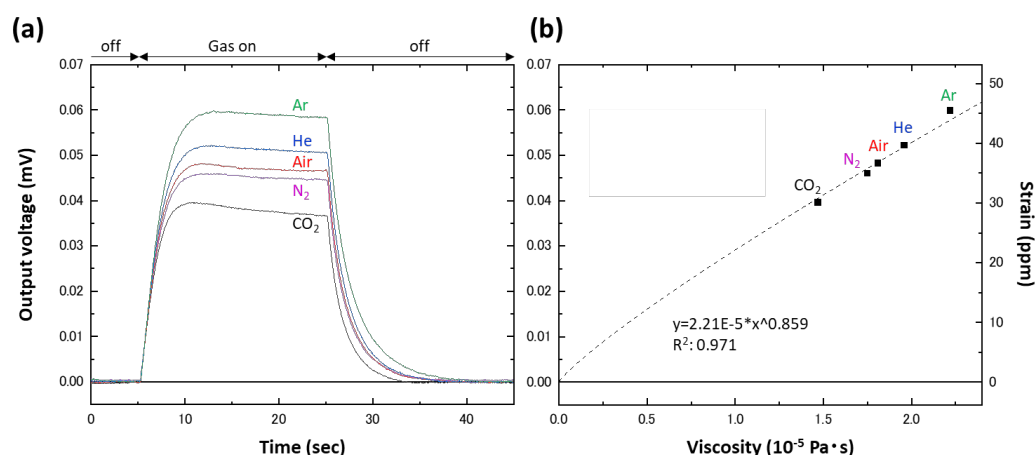 (a)
off
Gas on
off
0.07
0.06
0.05
0.04
0.03
0.02
0.01
0.00
Output voltage (mV)
Ar
He
Air
N₂
CO₂
0
10
20
30
40
Time (sec)
(b)
0.07
0.06
0.05
0.04
0.03
0.02
0.01
0.00
CO₂
N₂
Air
He
Ar
y=2.21E-5*x^0.859
R²: 0.971
0.0
0.5
1.0
1.5
2.0
Viscosity (10⁻⁵ Pa・s)
50
40
30
20
10
0
Strain (ppm)